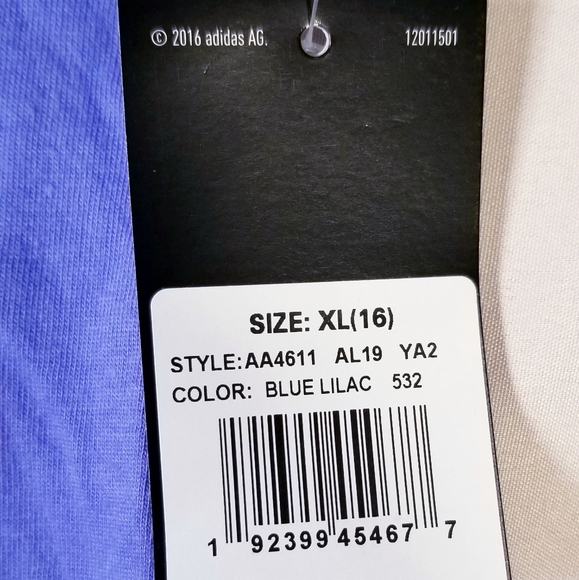 © 2016 adidas AG. 12011501
SIZE: XL(16)
STYLE:AA4611 AL19 YA2
COLOR: BLUE LILAC 532
1 92399 45467 7